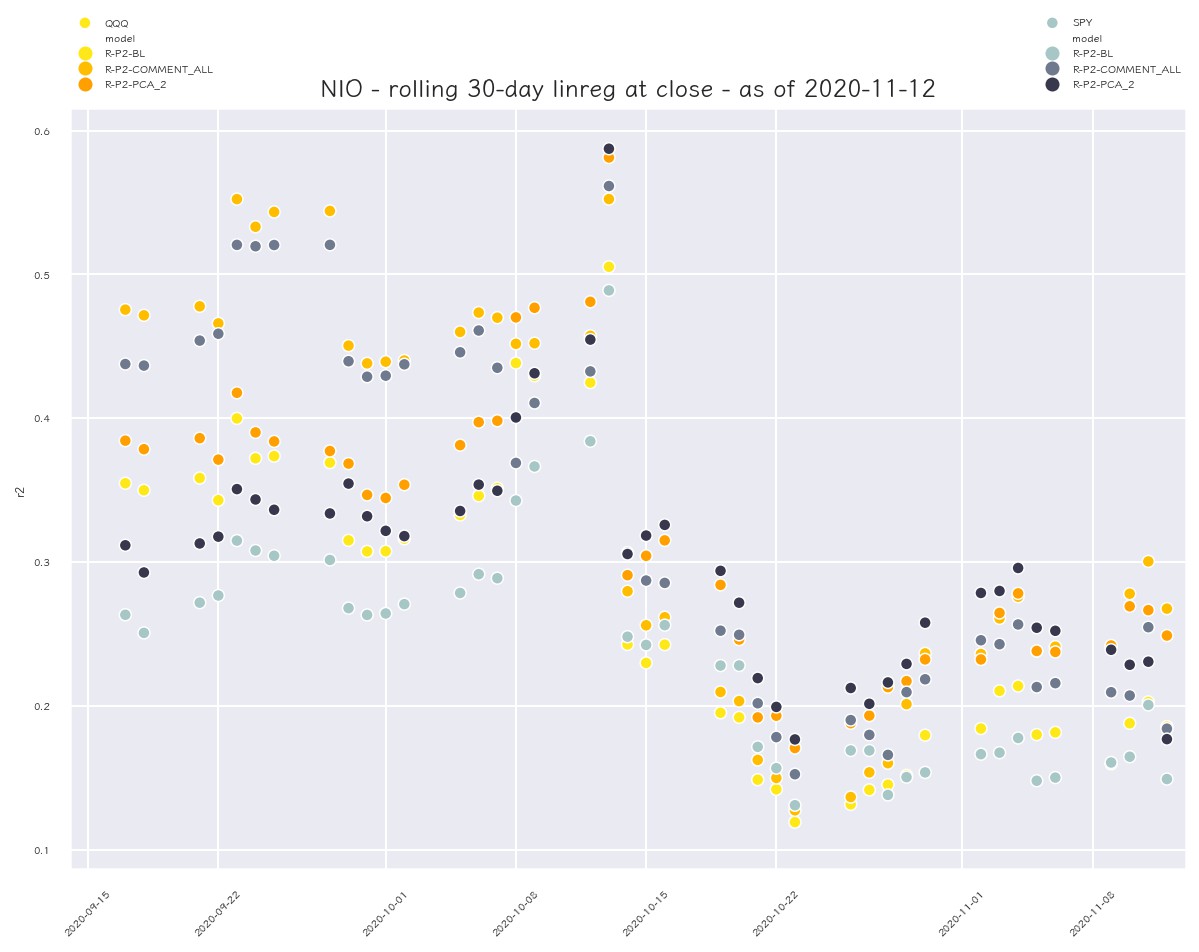 QQQ
model
R-P2-BL
R-P2-COMMENT_ALL
R-P2-PCA_2
SPY
model
R-P2-BL
R-P2-COMMENT_ALL
R-P2-PCA_2
NIO - rolling 30-day linreg at close - as of 2020-11-12
0.6
0.5
0.4
r2
0.3
0.2
0.1
2020-09-15
2020-09-22
2020-10-01
2020-10-08
2020-10-15
2020-10-22
2020-11-01
2020-11-08